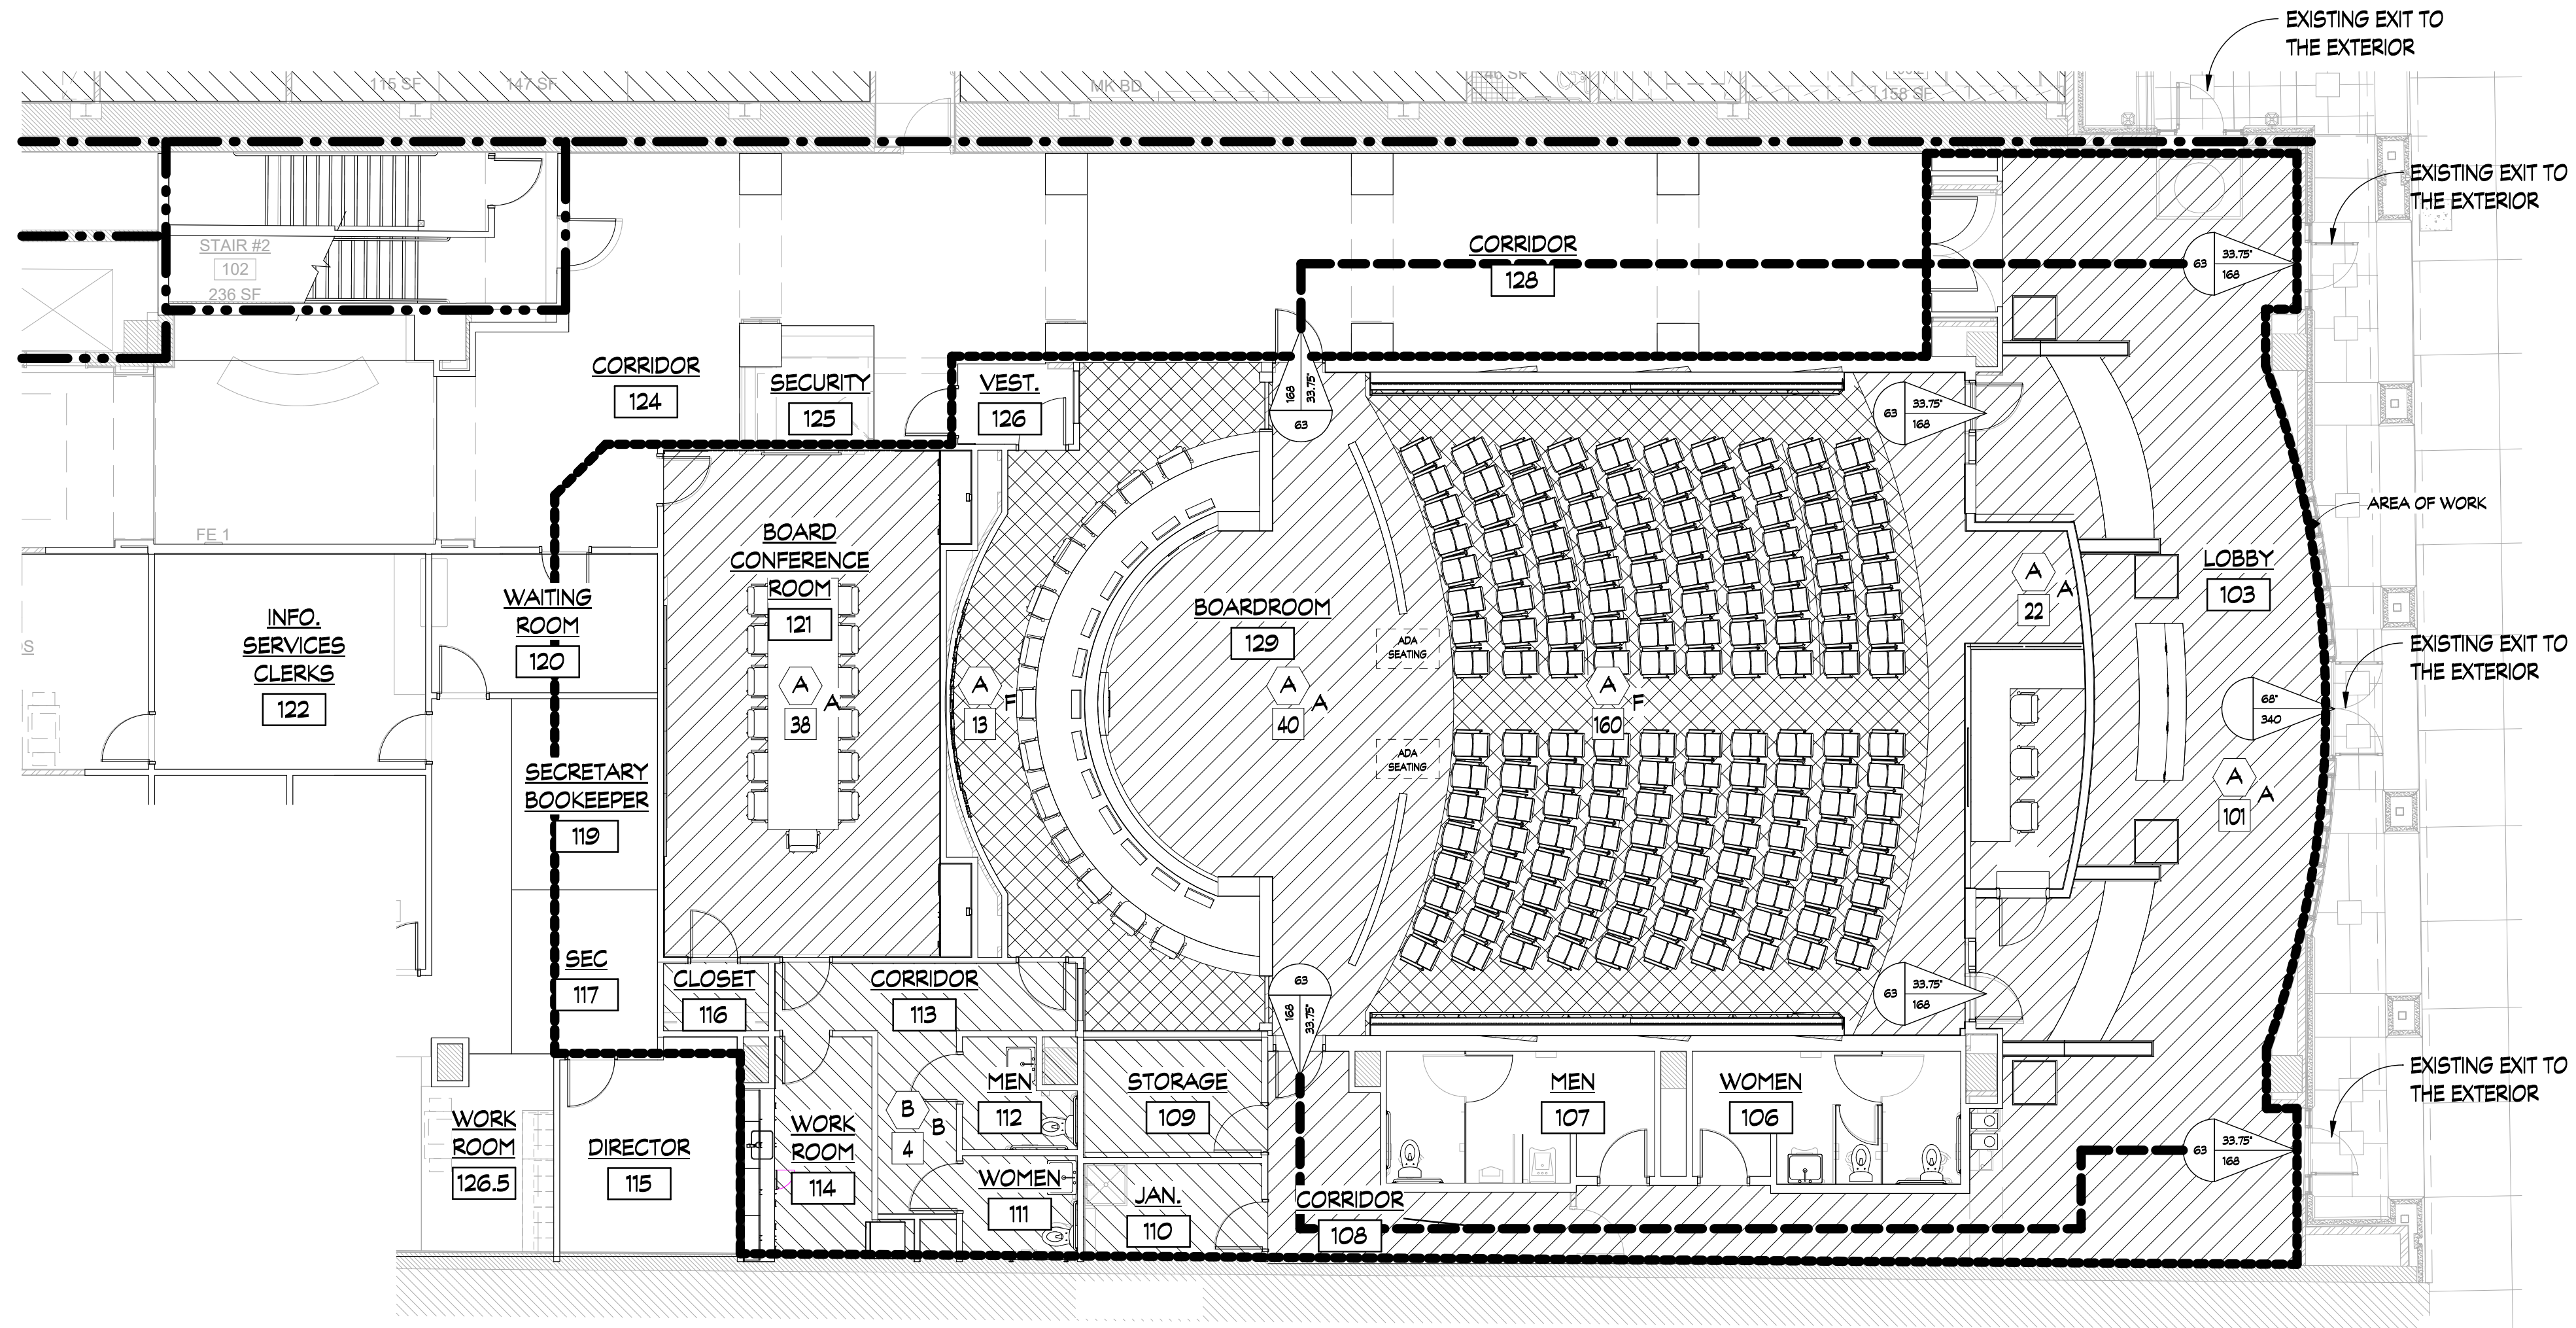 EXISTING EXIT TO
THE EXTERIOR
115 SF
147 SF
MK BD
158 SF
EXISTING EXIT TO
THE EXTERIOR
STAIR #2
102
236 SF
CORRIDOR
128
63
33.75"
168
CORRIDOR
124
SECURITY
125
VEST.
126
168
33.75"
63
63
33.75"
168
AREA OF WORK
FE 1
BOARD
CONFERENCE
ROOM
121
A
A
38
WAITING
ROOM
120
INFO.
SERVICES
CLERKS
122
BOARDROOM
129
A
A
40
A
F
13
ADA
SEATING
ADA
SEATING
A
F
160
A
A
22
LOBBY
103
EXISTING EXIT TO
THE EXTERIOR
68"
340
A
A
101
SECRETARY
BOOKEEPER
119
SEC
117
CLOSET
116
CORRIDOR
113
63
168
33.75"
63
33.75"
168
EXISTING EXIT TO
THE EXTERIOR
WORK
ROOM
126.5
DIRECTOR
115
WORK
ROOM
114
B
B
4
MEN
112
WOMEN
111
STORAGE
109
JAN.
110
MEN
107
WOMEN
106
63
33.75"
168
CORRIDOR
108